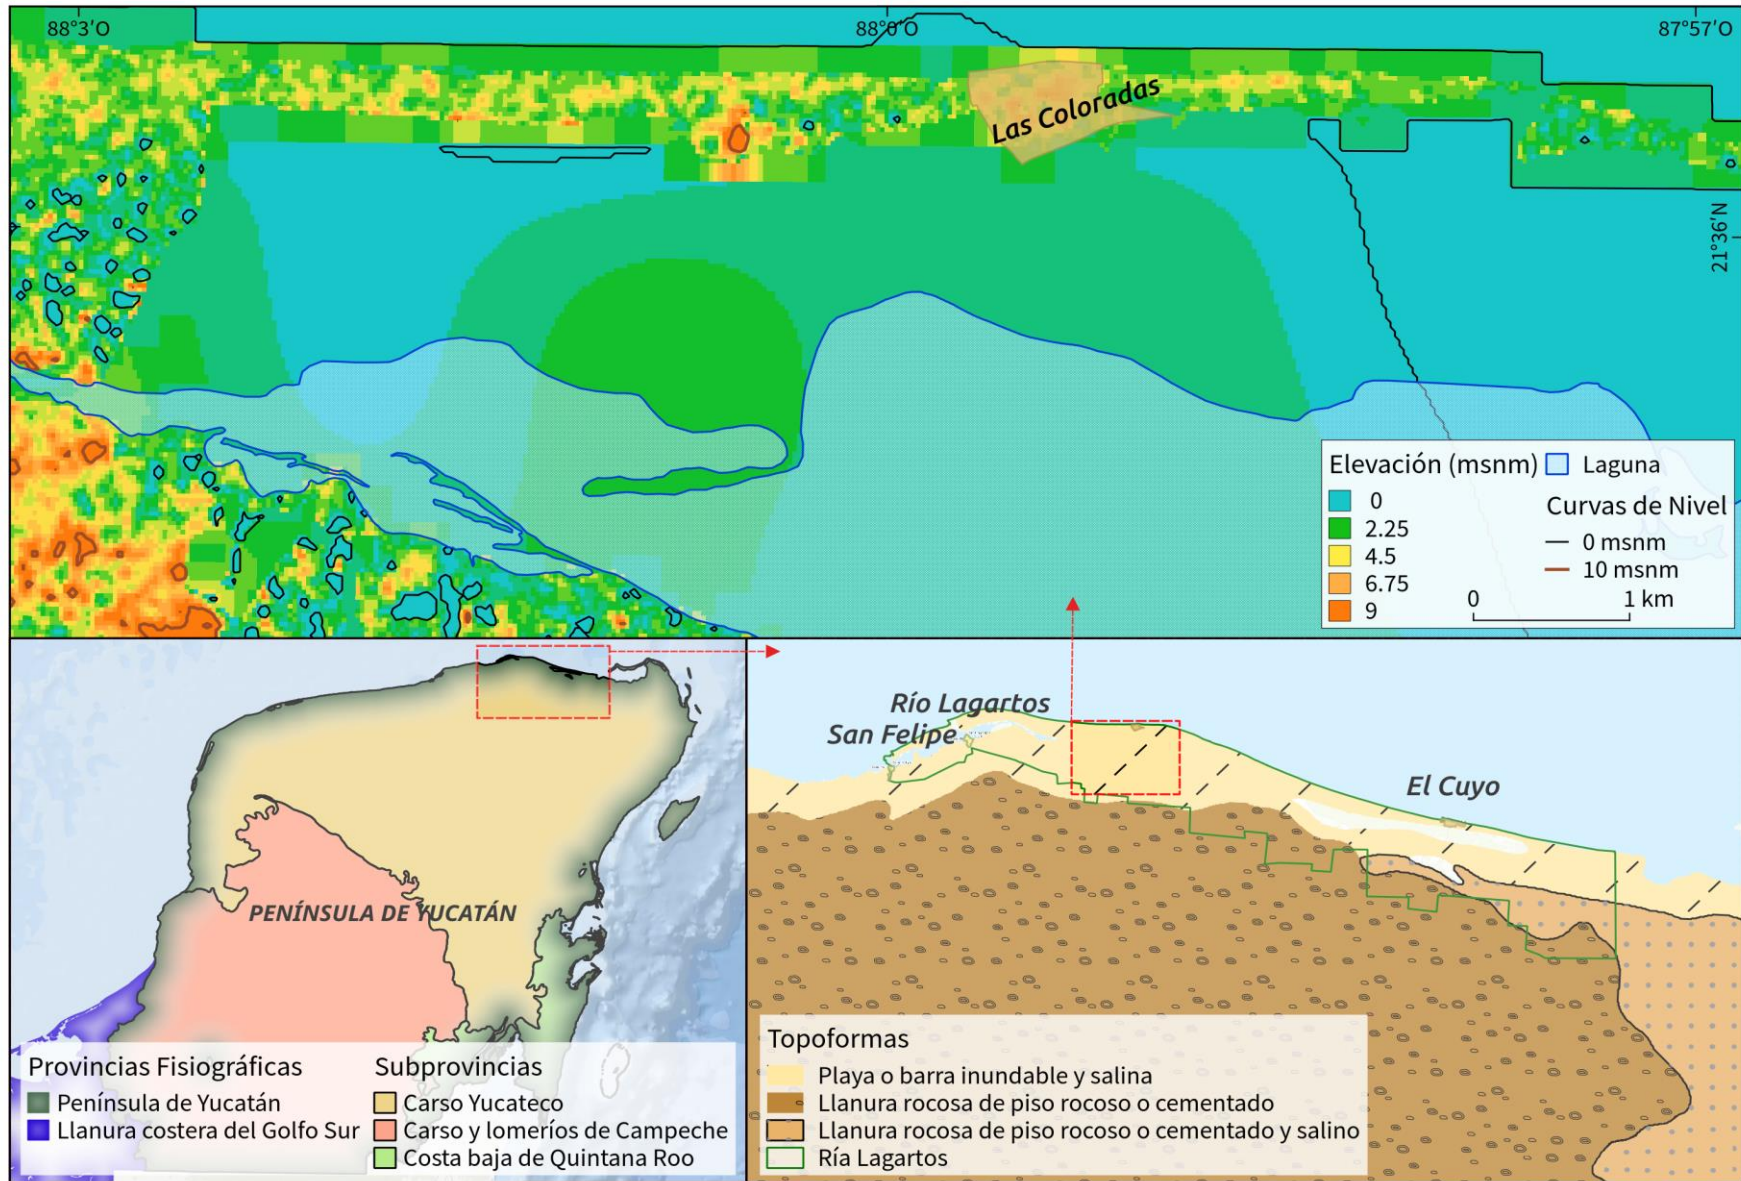 88°3'O
88°0'O
87°57'O
Las Coloradas
21°36'N
Elevación (msnm)
0
2.25
4.5
6.75
9
Laguna
Curvas de Nivel
0 msnm
10 msnm
0
1 km
PENÍNSULA DE YUCATÁN
Provincias Fisiográficas
Península de Yucatán
Llanura costera del Golfo Sur
Subprovincias
Carso Yucateco
Carso y lomeríos de Campeche
Costa baja de Quintana Roo
Río Lagartos
San Felipe
El Cuyo
Topoformas
Playa o barra inundable y salina
Llanura rocosa de piso rocoso o cementado
Llanura rocosa de piso rocoso o cementado y salino
Ría Lagartos